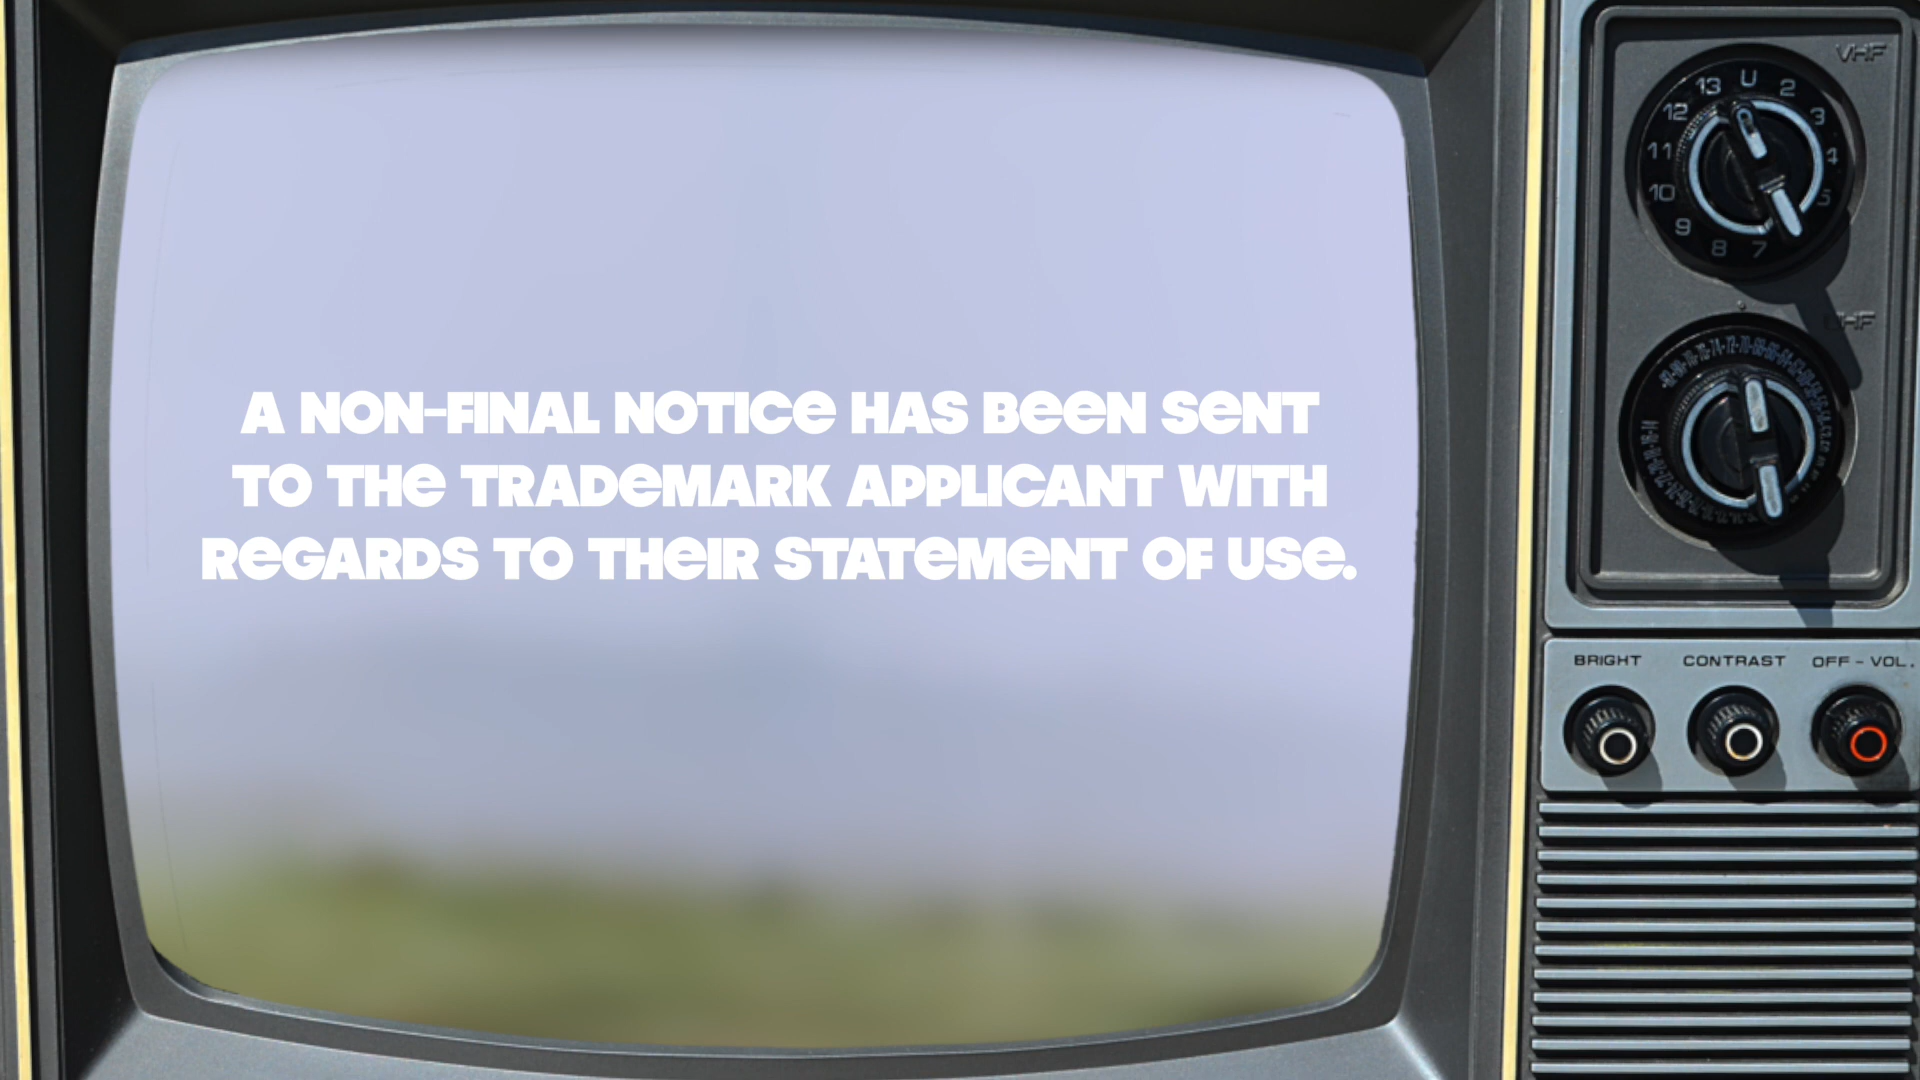 A NON-FINAL NOTICE HAS BEEN SENT
TO THE TRADEMARK APPLICANT WITH
REGARDS TO THEIR STATEMENT OF USE.
VHF
U
2
3
4
5
7
8
9
10
11
12
13
UHF
BRIGHT CONTRAST OFF - VOL.